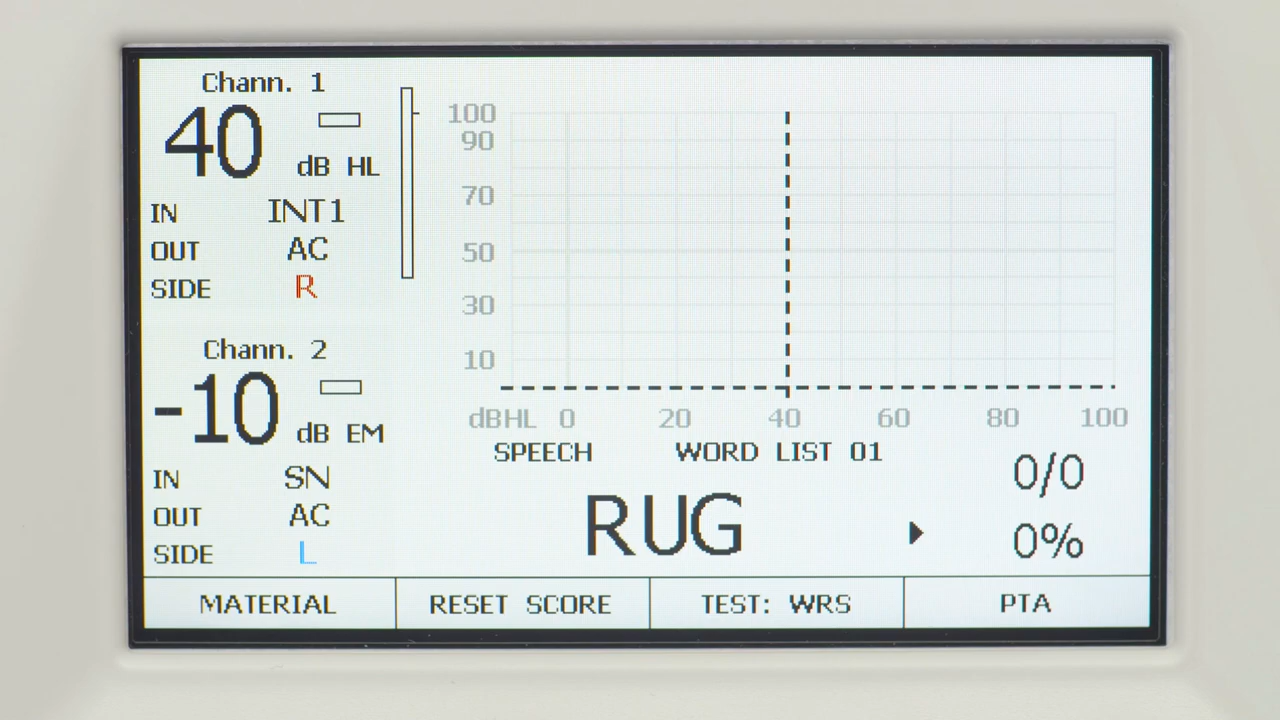 Chann. 1
40
dB HL
IN INT1
OUT AC
SIDE R
Chann. 2
-10
dB EM
IN SN
OUT AC
SIDE L
100
90
70
50
30
10
dBHL 0 20 40 60 80 100
SPEECH WORD LIST 01
RUG
0/0
0%
MATERIAL RESET SCORE TEST: WRS PTA